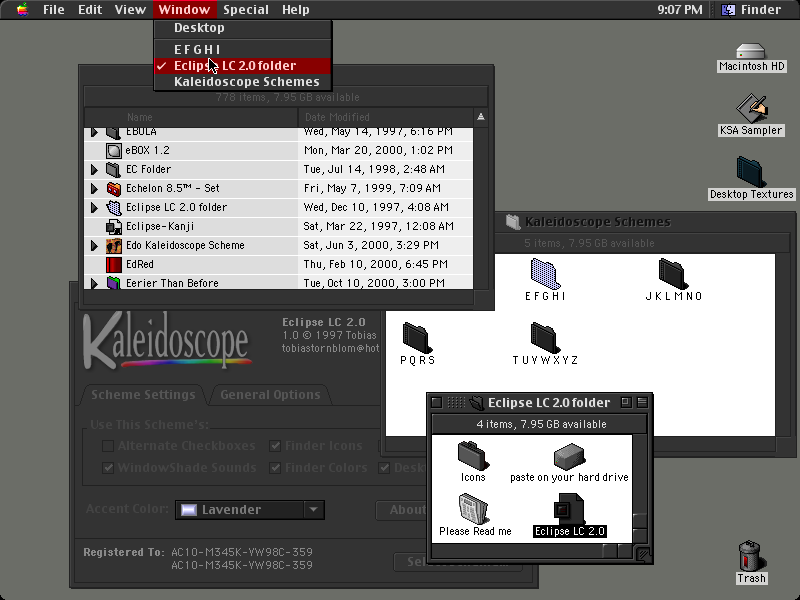 File Edit View Window Special Help 9:07 PM Finder
Desktop
E F G H I
Eclipse LC 2.0 folder
Kaleidoscope Schemes
778 items, 7.95 GB available
Name Date Modified
EBOLA Wed, May 14, 1997, 6:16 PM
eBOX 1.2 Mon, Mar 20, 2000, 1:02 PM
EC Folder Tue, Jul 14, 1998, 2:48 AM
Echelon 8.5™ - Set Fri, May 7, 1999, 7:09 AM
Eclipse LC 2.0 folder Wed, Dec 10, 1997, 4:08 AM
Eclipse-Kanji Sat, Mar 22, 1997, 12:08 AM
Edo Kaleidoscope Scheme Sat, Jun 3, 2000, 3:29 PM
EdRed Thu, Feb 10, 2000, 6:45 PM
Eerier Than Before Tue, Oct 10, 2000, 3:00 PM
Macintosh HD
KSA Sampler
Desktop Textures
Kaleidoscope Schemes
5 items, 7.95 GB available
E F G H I
J K L M N O
P Q R S
T U V W X Y Z
Kaleidoscope
Eclipse LC 2.0
1.0 © 1997 Tobias
tobiastornblom@hot
Scheme Settings General Options
Use This Scheme's:
Alternate Checkboxes Finder Icons
WindowShade Sounds Finder Colors Deskt
Accent Color: Lavender About
Registered To: AC10-M345K-VW98C-359
AC10-M345K-VW98C-359
Eclipse LC 2.0 folder
4 items, 7.95 GB available
Icons
paste on your hard drive
Please Read me
Eclipse LC 2.0
Trash